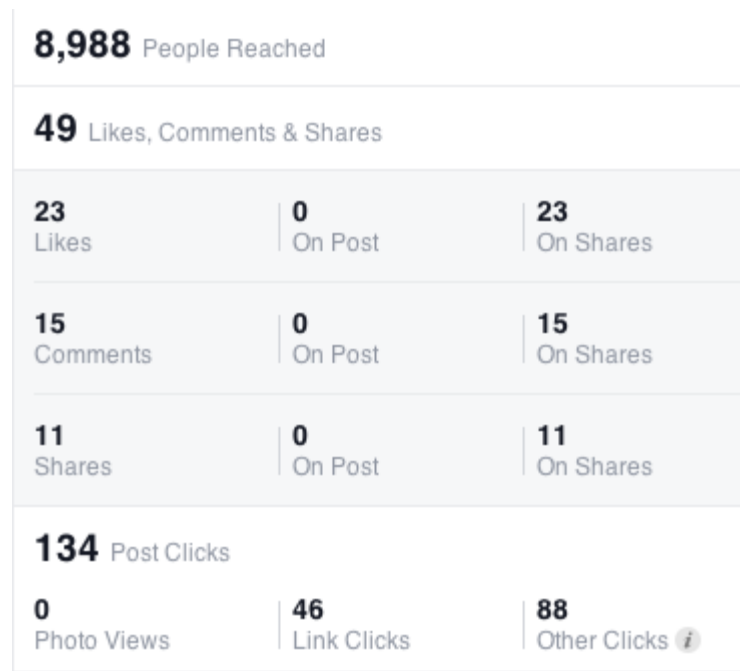 8,988 People Reached
49 Likes, Comments & Shares
23 0 23
Likes On Post On Shares
15 0 15
Comments On Post On Shares
11 0 11
Shares On Post On Shares
134 Post Clicks
0 46 88
Photo Views Link Clicks Other Clicks i